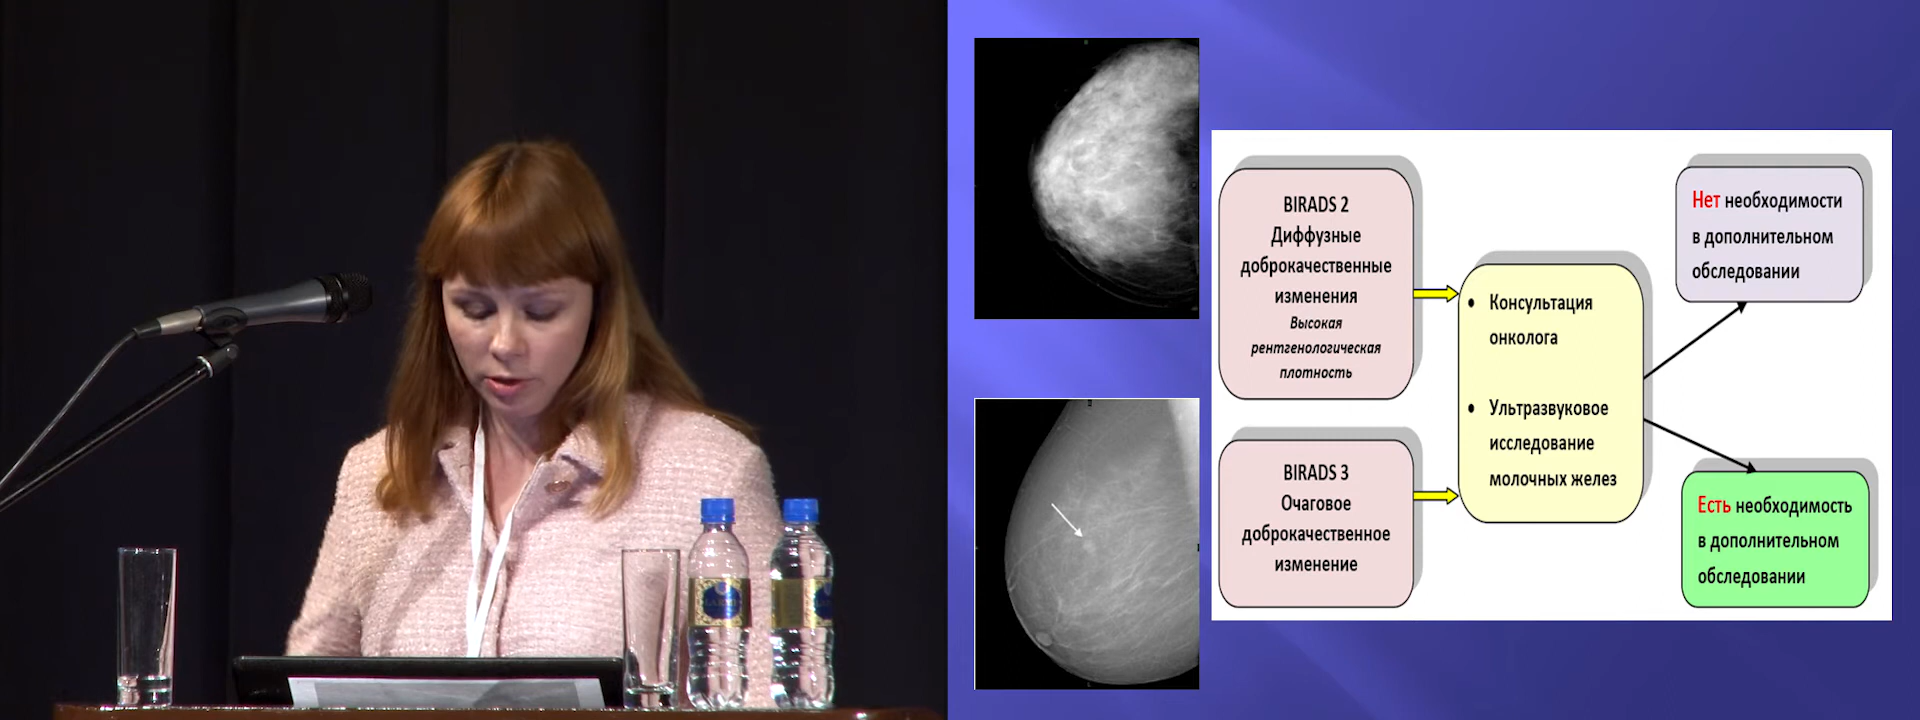 BIRADS 2
Диффузные
доброкачественные
изменения
Высокая
рентгенологическая
плотность
BIRADS 3
Очаговое
доброкачественное
изменение
• Консультация
онколога
• Ультразвуковое
исследование
молочных желез
Нет необходимости
в дополнительном
обследовании
Есть необходимость
в дополнительном
обследовании